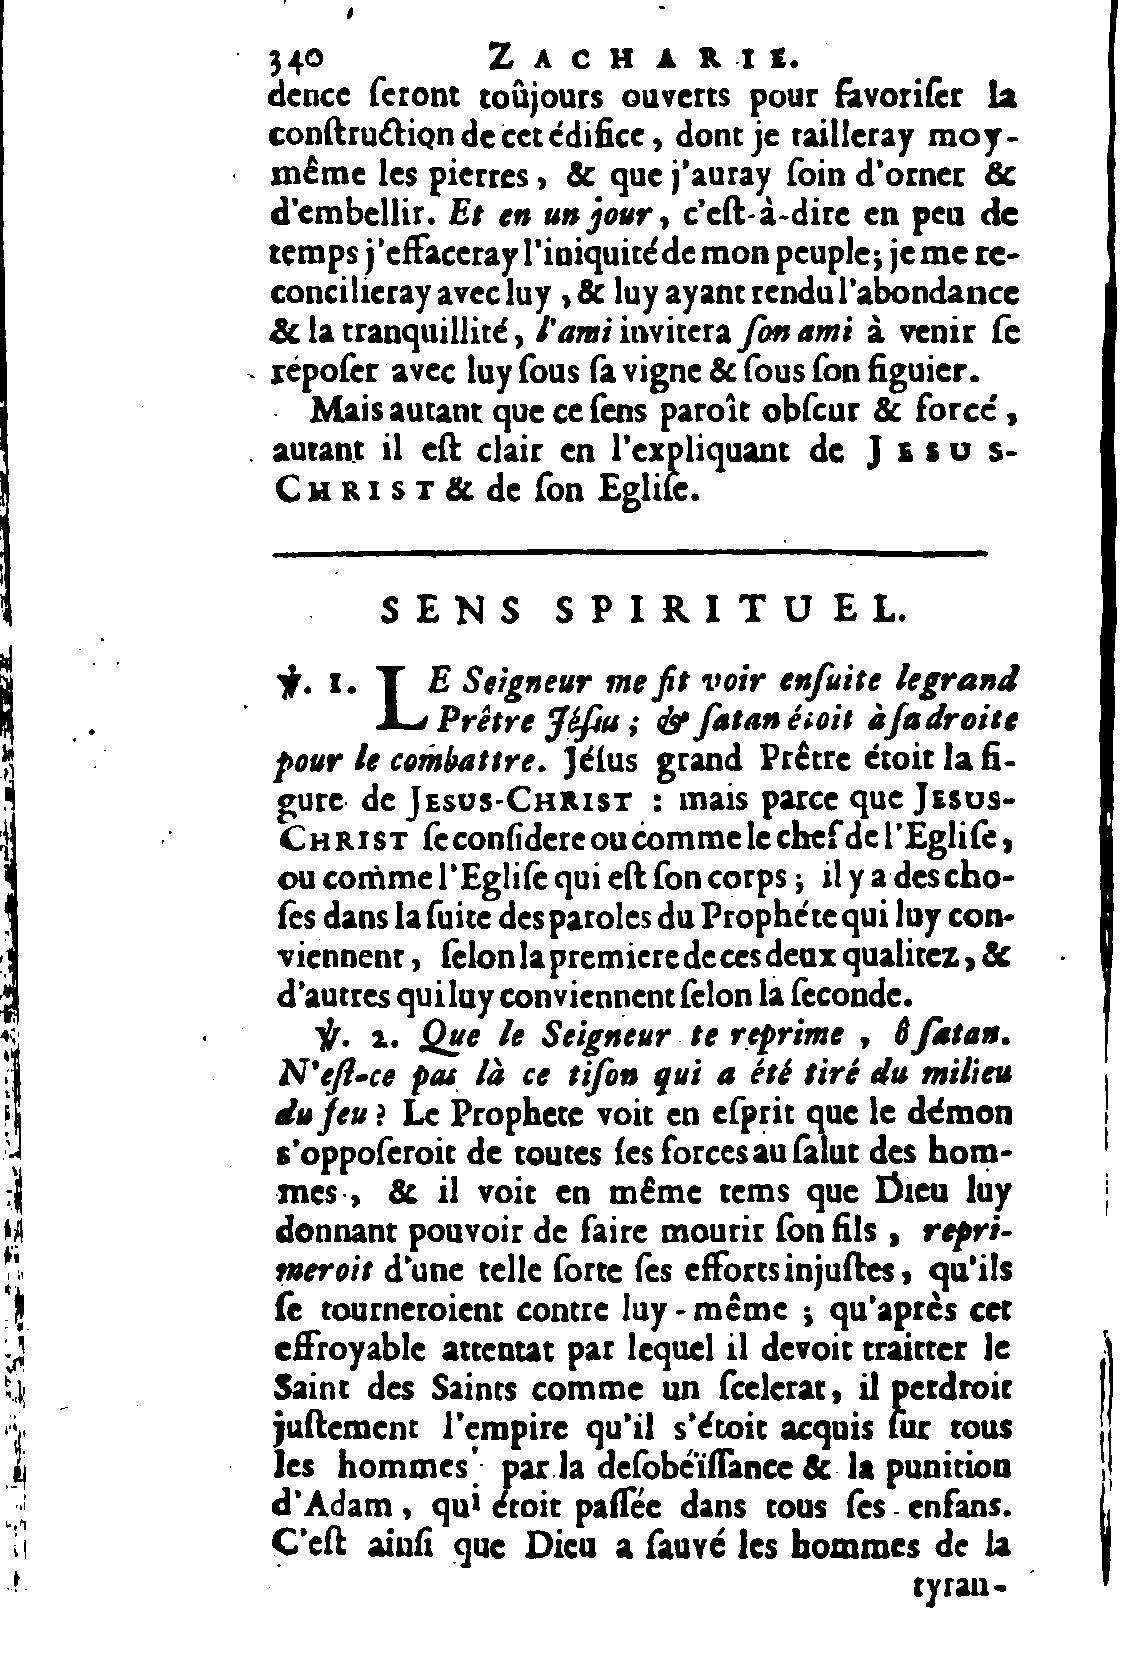 340 ZACHARIE.
dence ſeront toûjours ouverts pour favoriſer la
conſtruction de cet édifice, dont je tailleray moy-
même les pierres, & que j'auray ſoin d'orner &
d'embellir. Et en un jour, c'eſt-à-dire en peu de
temps j'effaceray l'iniquité de mon peuple; je me re-
concilieray avec luy, & luy ayant rendu l'abondance
& la tranquillité, l'ami invitera ſon ami à venir ſe
répoſer avec luy ſous ſa vigne & ſous ſon figuier.
Mais autant que ce ſens paroît obſcur & forcé,
autant il eſt clair en l'expliquant de JESUS-
CHRIST & de ſon Egliſe.
SENS SPIRITUEL.
℣. 1. LE Seigneur me fit voir enſuite le grand
Prêtre Jéſus; & ſatan étoit à ſa droite
pour le combattre. Jéſus grand Prêtre étoit la fi-
gure de JESUS-CHRIST : mais parce que JESUS-
CHRIST ſe conſidere ou comme le chef de l'Egliſe,
ou comme l'Egliſe qui eſt ſon corps; il y a des cho-
ſes dans la ſuite des paroles du Prophéte qui luy con-
viennent, ſelon la premiere de ces deux qualitez, &
d'autres qui luy conviennent ſelon la ſeconde.
℣. 2. Que le Seigneur te reprime, ô ſatan.
N'eſt-ce pas là ce tiſon qui a été tiré du milieu
du feu? Le Prophete voit en eſprit que le démon
s'oppoſeroit de toutes ſes forces au ſalut des hom-
mes, & il voit en même tems que Dieu luy
donnant pouvoir de faire mourir ſon fils, repri-
meroit d'une telle ſorte ſes efforts injuſtes, qu'ils
ſe tourneroient contre luy-même; qu'après cet
effroyable attentat par lequel il devoit traitter le
Saint des Saints comme un ſcelerat, il perdroit
juſtement l'empire qu'il s'étoit acquis ſur tous
les hommes par la deſobéïſſance & la punition
d'Adam, qui étoit paſſée dans tous ſes enfans.
C'eſt ainſi que Dieu a ſauvé les hommes de la
tyran-